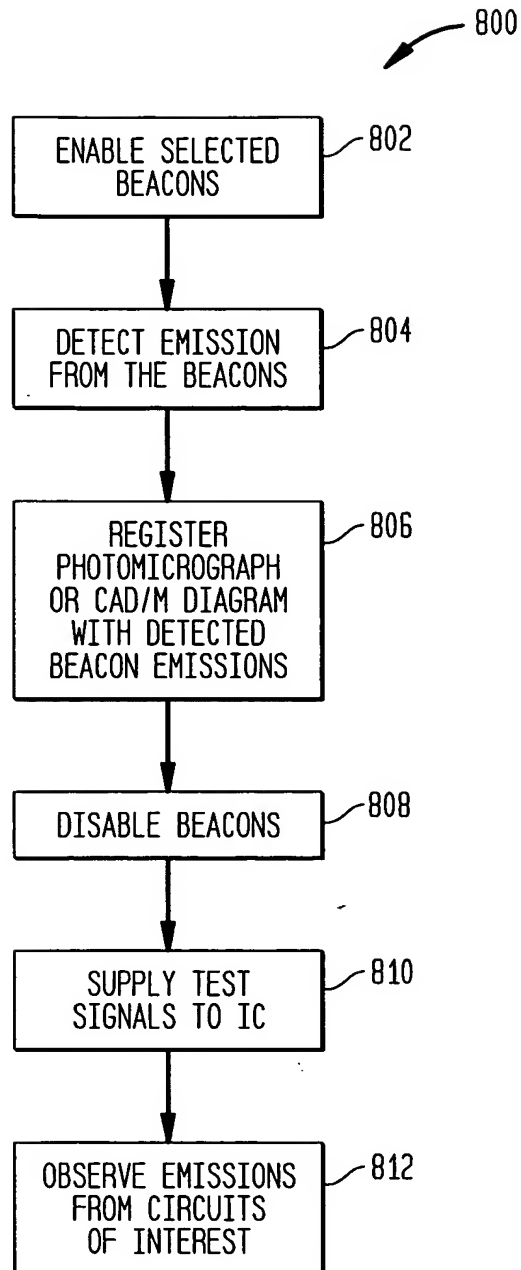 800
ENABLE SELECTED
BEACONS
802
DETECT EMISSION
FROM THE BEACONS
804
REGISTER
PHOTOMICROGRAPH
OR CAD/M DIAGRAM
WITH DETECTED
BEACON EMISSIONS
806
DISABLE BEACONS
808
SUPPLY TEST
SIGNALS TO IC
810
OBSERVE EMISSIONS
FROM CIRCUITS
OF INTEREST
812